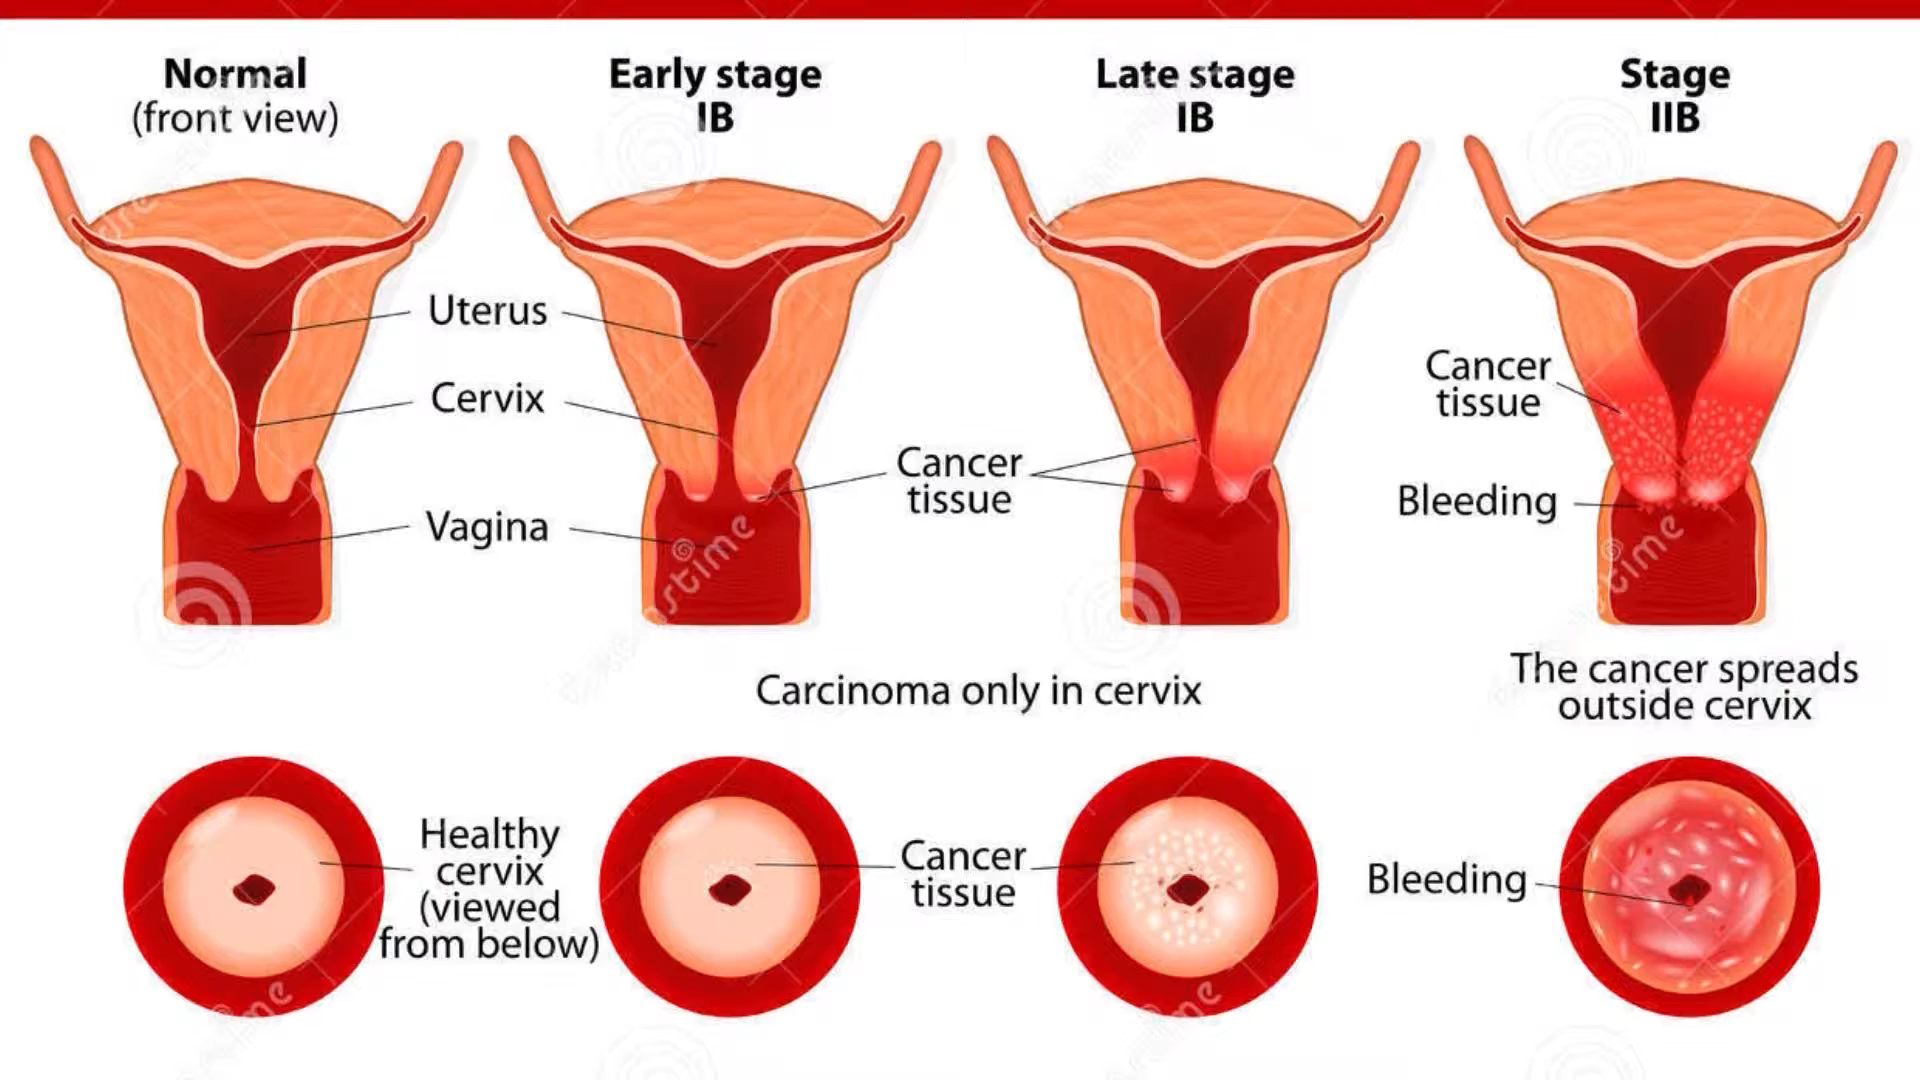 Normal
(front view)
Early stage
IB
Late stage
IB
Stage
IIB
Uterus
Cervix
Vagina
Cancer
tissue
Cancer
tissue
Bleeding
Carcinoma only in cervix
The cancer spreads
outside cervix
Healthy
cervix
(viewed
from below)
Cancer
tissue
Bleeding